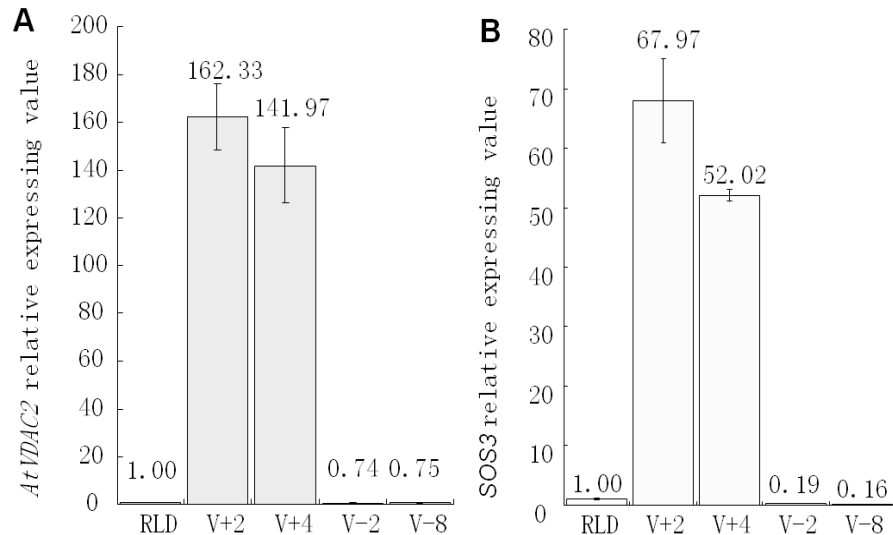 A
AtVDAC2 relative expressing value
200
180
160
140
120
100
80
60
40
20
0
162.33
141.97
1.00
0.74
0.75
RLD
V+2
V+4
V-2
V-8
B
SOS3 relative expressing value
80
70
60
50
40
30
20
10
0
67.97
52.02
1.00
0.19
0.16
RLD
V+2
V+4
V-2
V-8